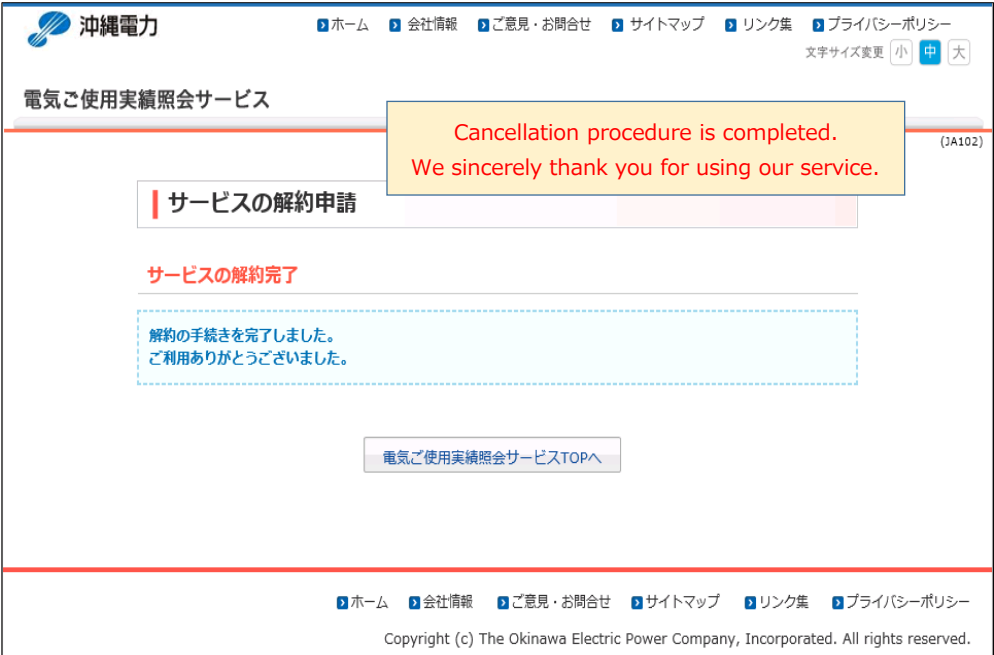 沖縄電力
ホーム 会社情報 ご意見・お問合せ サイトマップ リンク集 プライバシーポリシー
文字サイズ変更 小 中 大
電気ご使用実績照会サービス
Cancellation procedure is completed.
We sincerely thank you for using our service.
(JA102)
サービスの解約申請
サービスの解約完了
解約の手続きを完了しました。
ご利用ありがとうございました。
電気ご使用実績照会サービスTOPへ
ホーム 会社情報 ご意見・お問合せ サイトマップ リンク集 プライバシーポリシー
Copyright (c) The Okinawa Electric Power Company, Incorporated. All rights reserved.